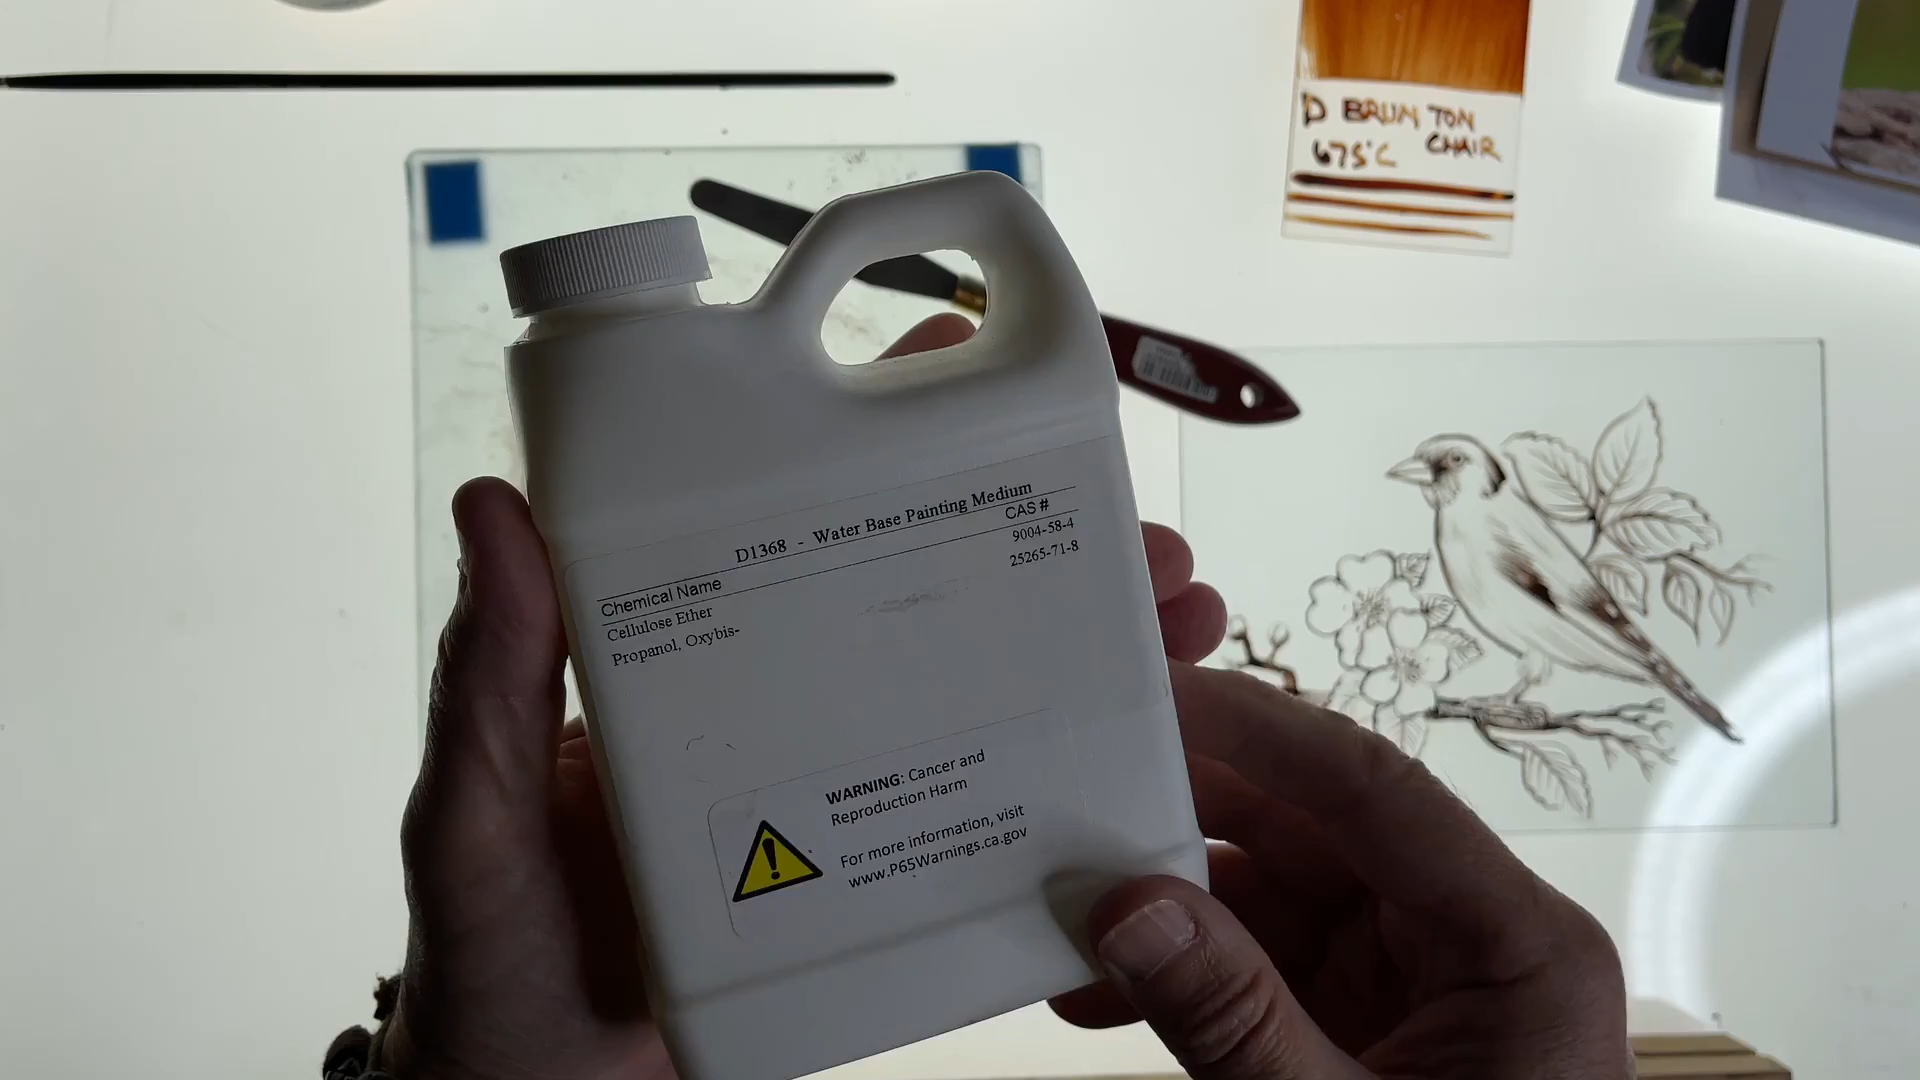 D BRUN TON
675°C CHAIR
D1368 - Water Base Painting Medium
Chemical Name CAS #
Cellulose Ether 9004-58-4
Propanol, Oxybis- 25265-71-8
WARNING: Cancer and
Reproduction Harm
For more information, visit
www.P65Warnings.ca.gov